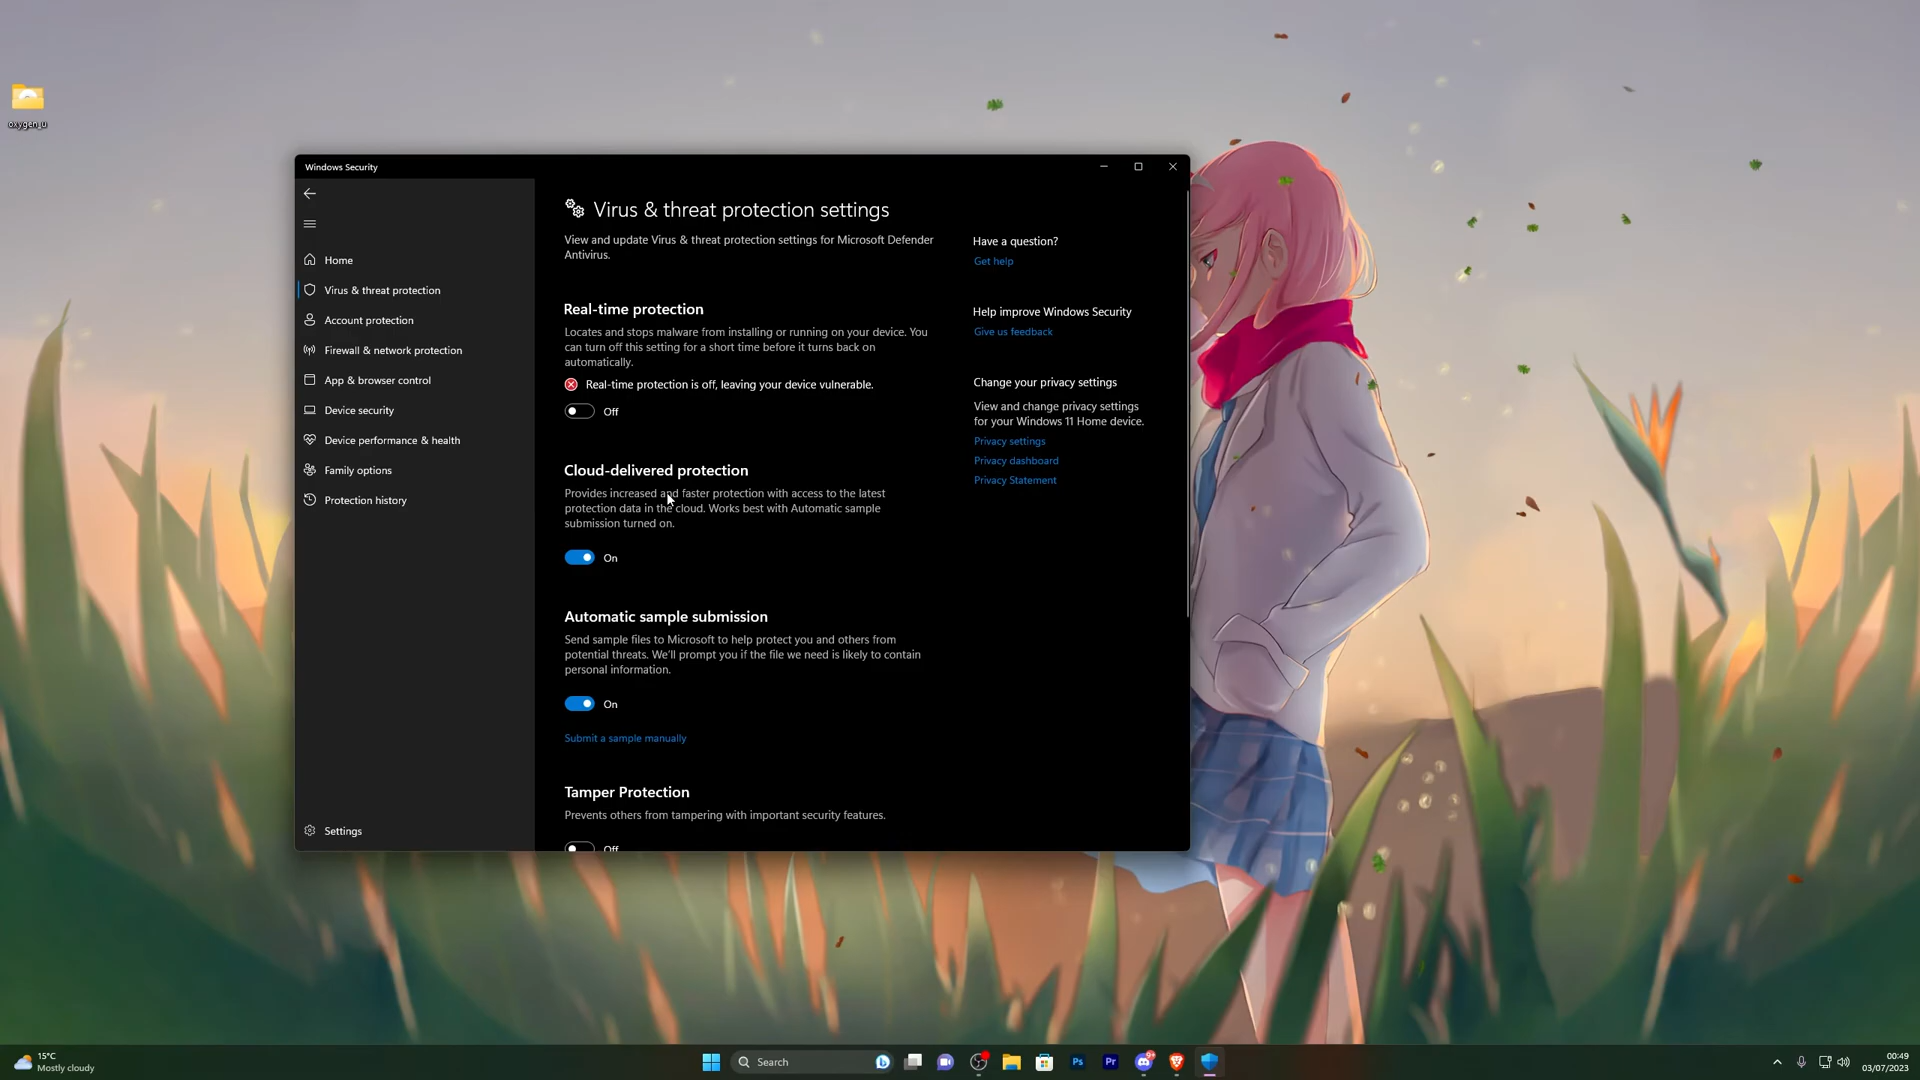 oxygen_u
Windows Security
Home
Virus & threat protection
Account protection
Firewall & network protection
App & browser control
Device security
Device performance & health
Family options
Protection history
Settings
Virus & threat protection settings
View and update Virus & threat protection settings for Microsoft Defender
Antivirus.
Real-time protection
Locates and stops malware from installing or running on your device. You
can turn off this setting for a short time before it turns back on
automatically.
Real-time protection is off, leaving your device vulnerable.
Off
Cloud-delivered protection
Provides increased and faster protection with access to the latest
protection data in the cloud. Works best with Automatic sample
submission turned on.
On
Automatic sample submission
Send sample files to Microsoft to help protect you and others from
potential threats. We'll prompt you if the file we need is likely to contain
personal information.
On
Submit a sample manually
Tamper Protection
Prevents others from tampering with important security features.
Off
Have a question?
Get help
Help improve Windows Security
Give us feedback
Change your privacy settings
View and change privacy settings
for your Windows 11 Home device.
Privacy settings
Privacy dashboard
Privacy Statement
15°C
Mostly cloudy
Search
Ps
Pr
9+
00:49
03/07/2023